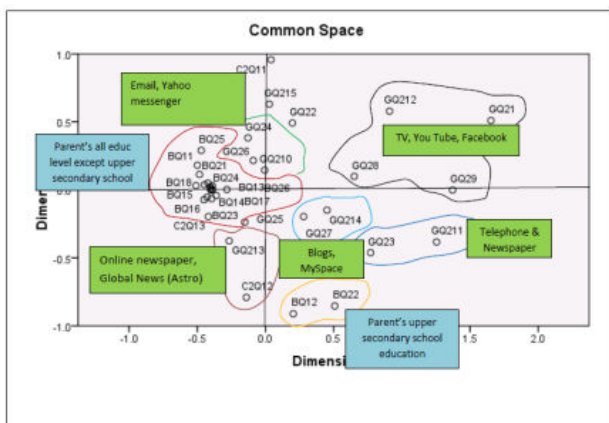 Common Space
1.0
C2Q11
Email, Yahoo
messenger
GQ215
GQ22
GQ212
GQ21
0.5
GQ24
TV, You Tube, Facebook
Parent's all educ
level except upper
secondary school
BQ25
GQ26
BQ11
BQ21
GQ210
GQ28
BQ18
BQ24
GQ29
0.0
BQ13
BQ26
BQ15
BQ14
BQ17
BQ16
BQ23
C2Q13
GQ25
GQ214
GQ27
GQ23
GQ211
Telephone &
Newspaper
Online newspaper,
Global News (Astro)
GQ213
Blogs,
MySpace
-0.5
C2Q12
BQ12
BQ22
Parent's upper
secondary school
education
-1.0
-1.0
-0.5
0.0
0.5
1.0
1.5
2.0